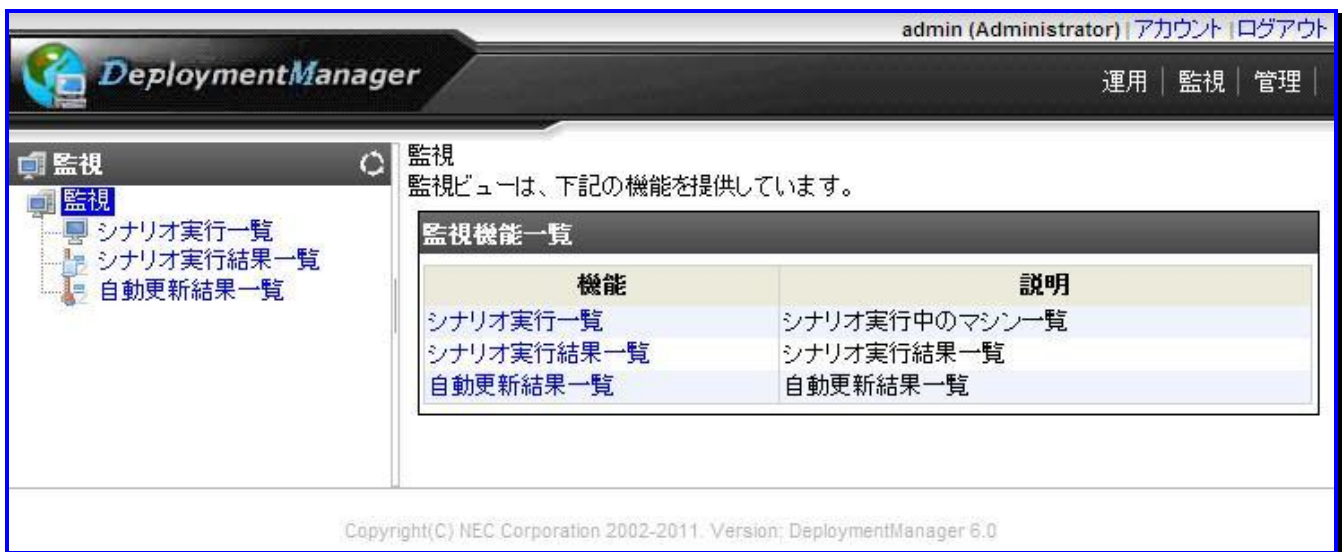 admin (Administrator) | アカウント | ログアウト
DeploymentManager
運用 | 監視 | 管理 |
監視
監視
シナリオ実行一覧
シナリオ実行結果一覧
自動更新結果一覧
監視
監視ビューは、下記の機能を提供しています。
監視機能一覧
機能 説明
シナリオ実行一覧 シナリオ実行中のマシン一覧
シナリオ実行結果一覧 シナリオ実行結果一覧
自動更新結果一覧 自動更新結果一覧
Copyright(C) NEC Corporation 2002-2011. Version: DeploymentManager 6.0